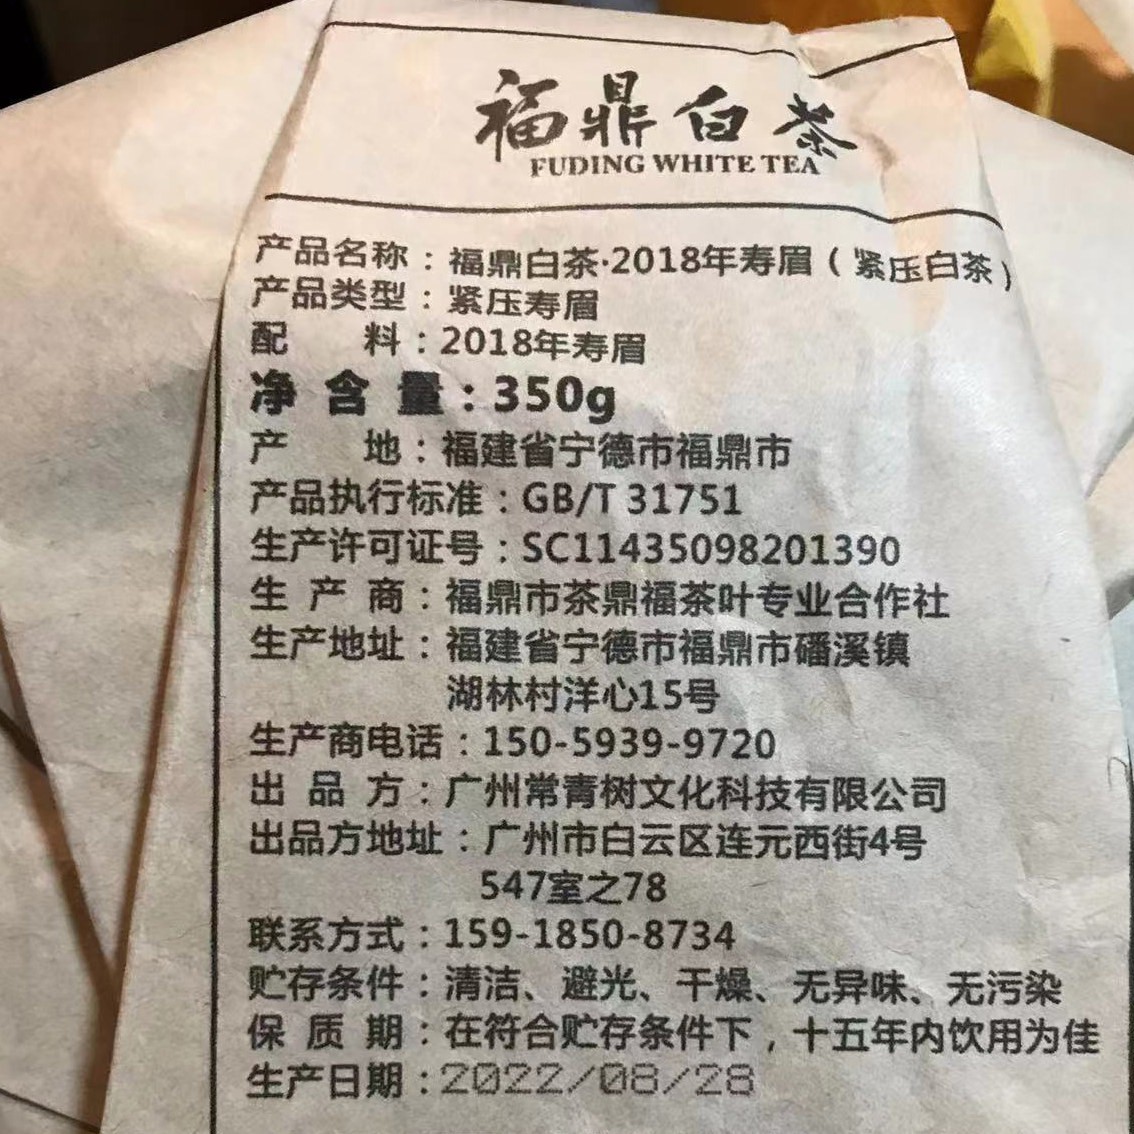 福鼎白茶
FUDING WHITE TEA
产品名称：福鼎白茶·2018年寿眉（紧压白茶）
产品类型：紧压寿眉
配 料：2018年寿眉
净 含 量：350g
产 地：福建省宁德市福鼎市
产品执行标准：GB/T 31751
生产许可证号：SC11435098201390
生 产 商：福鼎市茶鼎福茶叶专业合作社
生产地址：福建省宁德市福鼎市磻溪镇
湖林村洋心15号
生产商电话：150-5939-9720
出 品 方：广州常青树文化科技有限公司
出品方地址：广州市白云区连元西街4号
547室之78
联系方式：159-1850-8734
贮存条件：清洁、避光、干燥、无异味、无污染
保 质 期：在符合贮存条件下，十五年内饮用为佳
生产日期：2022/08/28